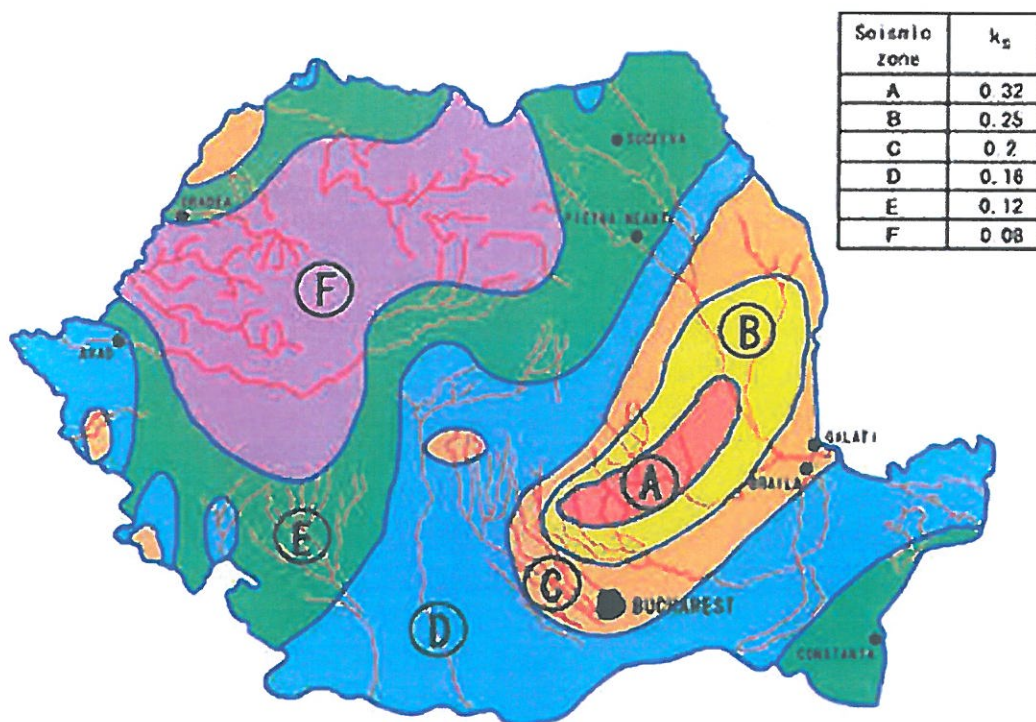 Seismic zone | ks
A | 0.32
B | 0.25
C | 0.2
D | 0.16
E | 0.12
F | 0.08
SUCEAVA
ORADEA
PIATRA NEAMT
F
B
ARAD
GALATI
A
BRAILA
E
C
BUCHAREST
D
CONSTANTA